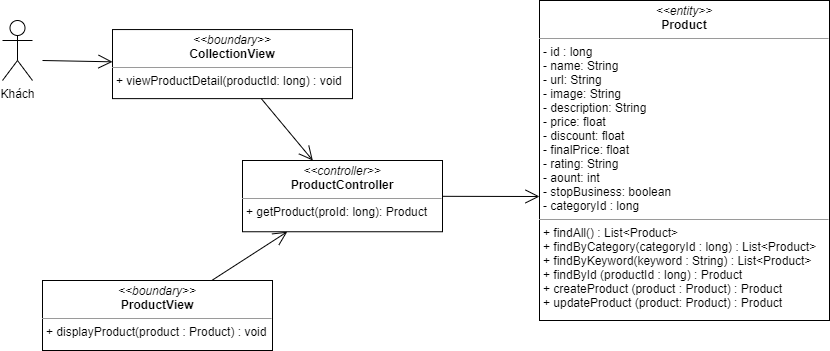 Khách
<<boundary>>
CollectionView
+ viewProductDetail(productId: long) : void
<<controller>>
ProductController
+ getProduct(proId: long): Product
<<boundary>>
ProductView
+ displayProduct(product : Product) : void
<<entity>>
Product
- id : long
- name: String
- url: String
- image: String
- description: String
- price: float
- discount: float
- finalPrice: float
- rating: String
- aount: int
- stopBusiness: boolean
- categoryId : long
+ findAll() : List<Product>
+ findByCategory(categoryId : long) : List<Product>
+ findByKeyword(keyword : String) : List<Product>
+ findById (productId : long) : Product
+ createProduct (product : Product) : Product
+ updateProduct (product: Product) : Product